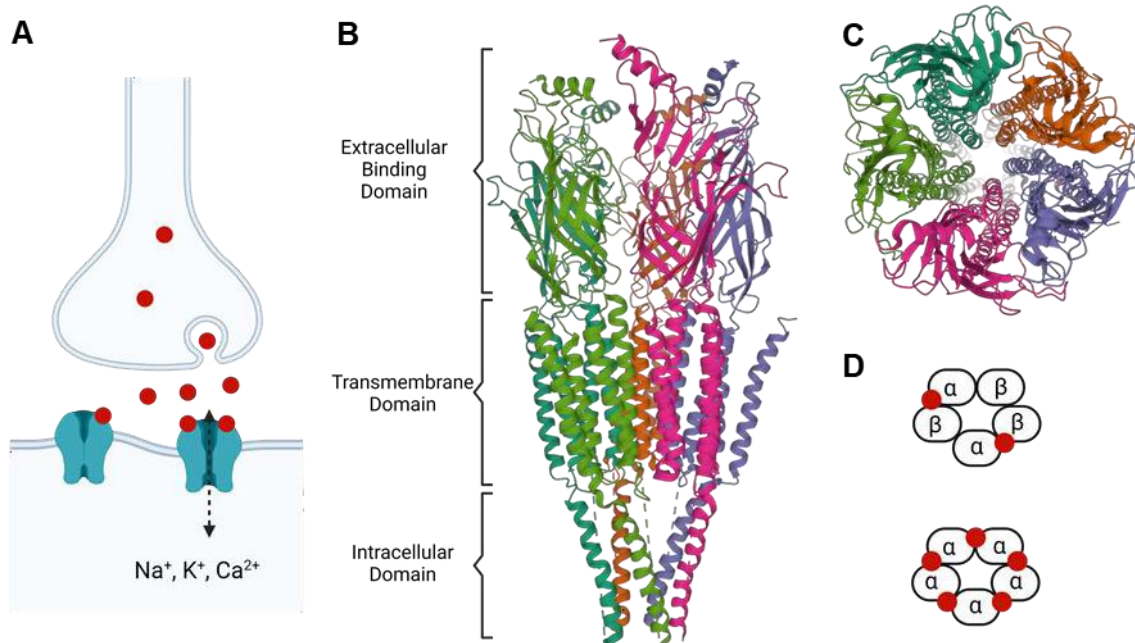 A
Na⁺, K⁺, Ca²⁺
B
Extracellular
Binding
Domain
Transmembrane
Domain
Intracellular
Domain
C
D
α β
β β
α
α α
α α
α